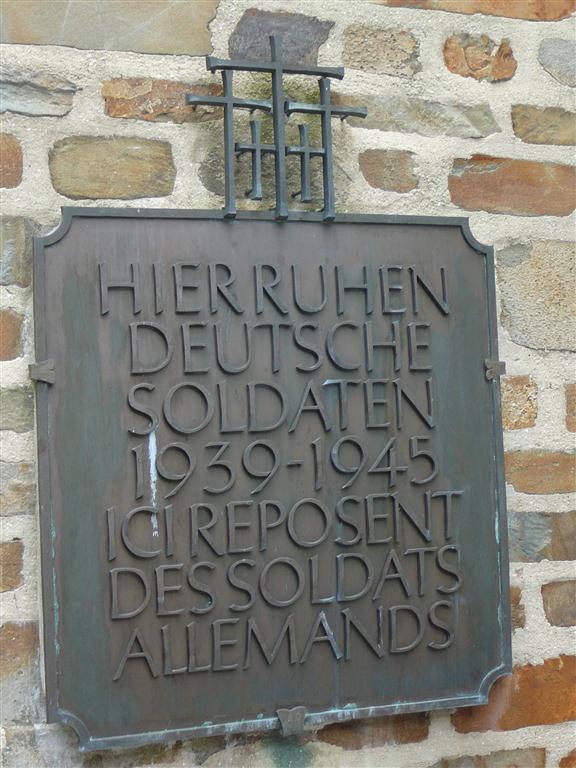 HIER RUHEN
DEUTSCHE
SOLDATEN
1939-1945
ICI REPOSENT
DES SOLDATS
ALLEMANDS